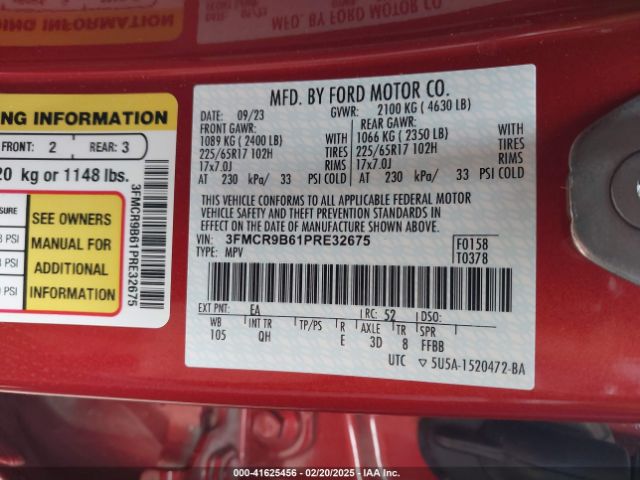 MFD. BY FORD MOTOR CO.
DATE: 09/23 GVWR: 2100 KG ( 4630 LB)
FRONT GAWR: REAR GAWR:
1089 KG ( 2400 LB) WITH 1066 KG ( 2350 LB) WITH
225/65R17 102H TIRES 225/65R17 102H TIRES
17x7.0J RIMS 17x7.0J RIMS
AT 230 kPa/ 33 PSI COLD AT 230 kPa/ 33 PSI COLD
THIS VEHICLE CONFORMS TO ALL APPLICABLE FEDERAL MOTOR
VEHICLE SAFETY AND THEFT PREVENTION STANDARDS IN
EFFECT ON THE DATE OF MANUFACTURE SHOWN ABOVE.
VIN: 3FMCR9B61PRE32675 F0158
TYPE: MPV T0378
EXT PNT: EA RC: 52 DSO:
WB INT TR TP/PS R AXLE TR SPR
105 QH E 3D 8 FFBB
UTC ▽ 5U5A-1520472-BA
ING INFORMATION
FRONT: 2 REAR: 3
20 kg or 1148 lbs.
SURE
PSI
PSI
PSI
SEE OWNERS
MANUAL FOR
ADDITIONAL
INFORMATION
3FMCR9B61PRE32675
000-41625456 - 02/20/2025 - IAA Inc.